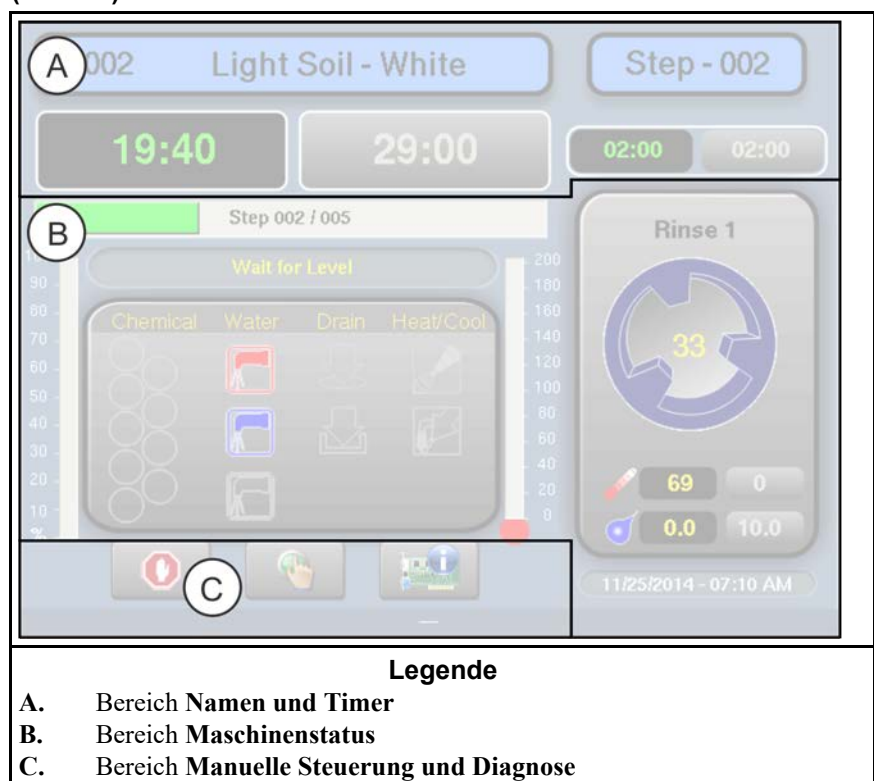 A
002 Light Soil - White
Step - 002
19:40
29:00
02:00
02:00
B
Step 002 / 005
Wait for Level
90
80
70
60
50
40
30
20
10
%
Chemical Water Drain Heat/Cool
200
180
160
140
120
100
80
60
40
20
0
Rinse 1
33
69
0
0.0
10.0
11/25/2014 - 07:10 AM
C
Legende
A. Bereich Namen und Timer
B. Bereich Maschinenstatus
C. Bereich Manuelle Steuerung und Diagnose